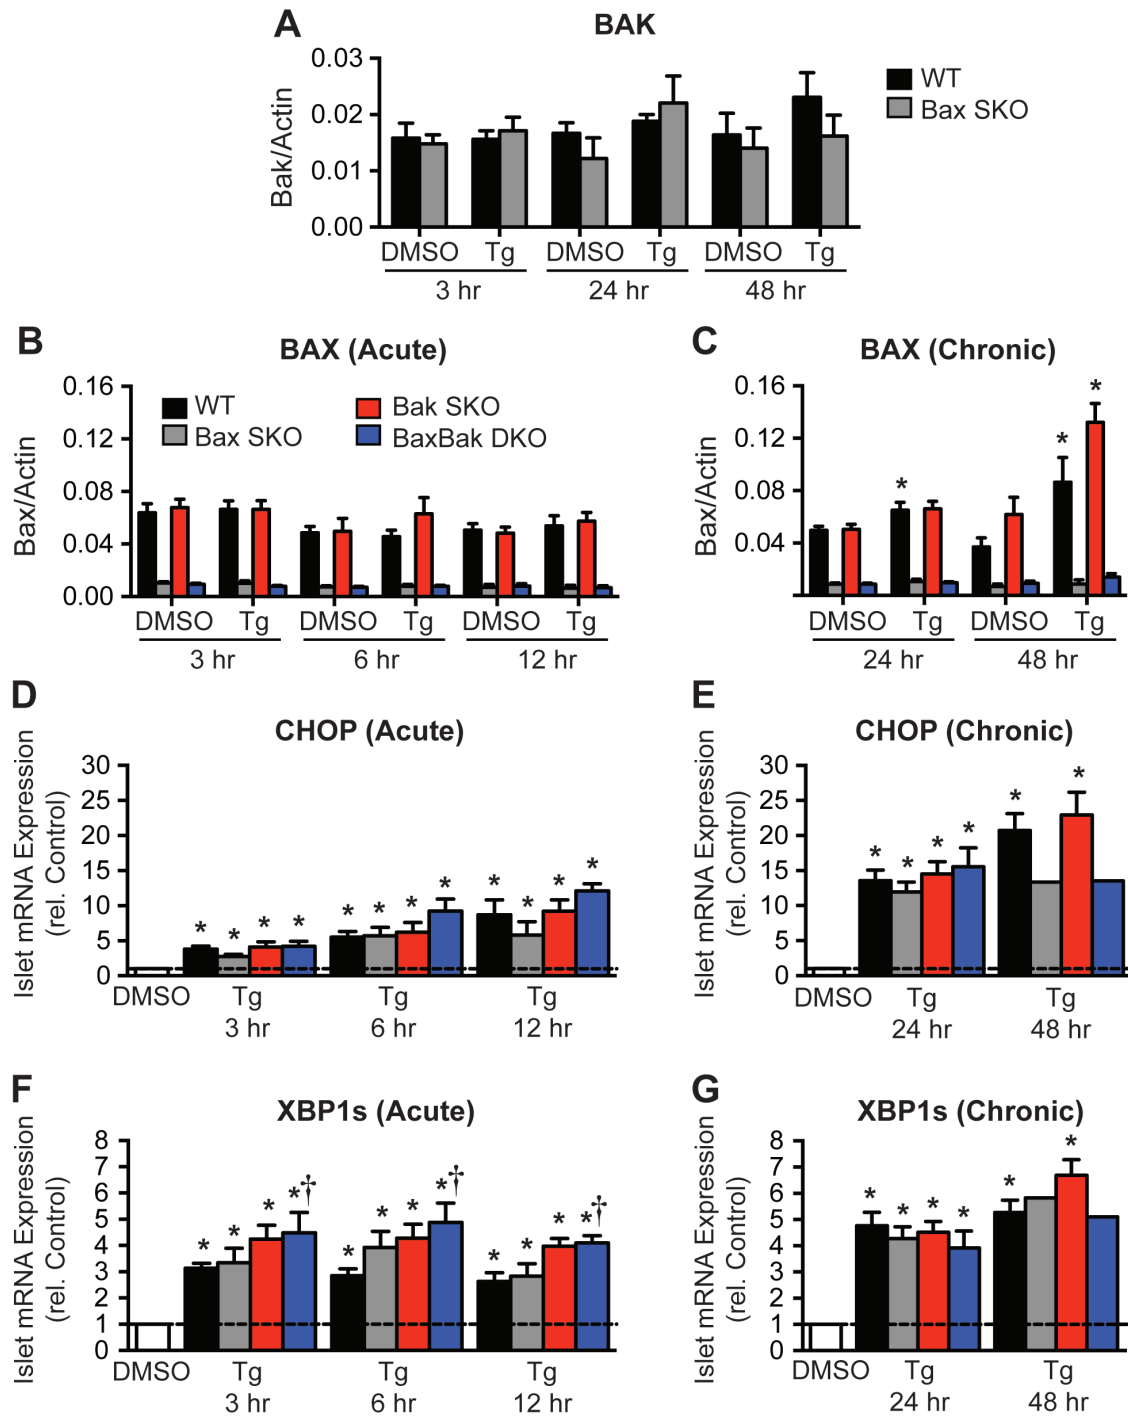 A
BAK
Bak/Actin
0.03
0.02
0.01
0.00
WT
Bax SKO
DMSO Tg DMSO Tg DMSO Tg
3 hr 24 hr 48 hr
B
BAX (Acute)
Bax/Actin
0.16
0.12
0.08
0.04
0.00
WT
Bax SKO
Bak SKO
BaxBak DKO
DMSO Tg DMSO Tg DMSO Tg
3 hr 6 hr 12 hr
C
BAX (Chronic)
Bax/Actin
0.16
0.12
0.08
0.04
* * *
DMSO Tg DMSO Tg
24 hr 48 hr
D
CHOP (Acute)
Islet mRNA Expression
(rel. Control)
30
25
20
15
10
5
0
* * * * * * * * * * * *
DMSO Tg Tg Tg
3 hr 6 hr 12 hr
E
CHOP (Chronic)
Islet mRNA Expression
(rel. Control)
30
25
20
15
10
5
0
* * * * * *
DMSO Tg Tg
24 hr 48 hr
F
XBP1s (Acute)
Islet mRNA Expression
(rel. Control)
8
7
6
5
4
3
2
1
0
* * * *† * * * *† * * * *†
DMSO Tg Tg Tg
3 hr 6 hr 12 hr
G
XBP1s (Chronic)
Islet mRNA Expression
(rel. Control)
8
7
6
5
4
3
2
1
0
* * * * * *
DMSO Tg Tg
24 hr 48 hr